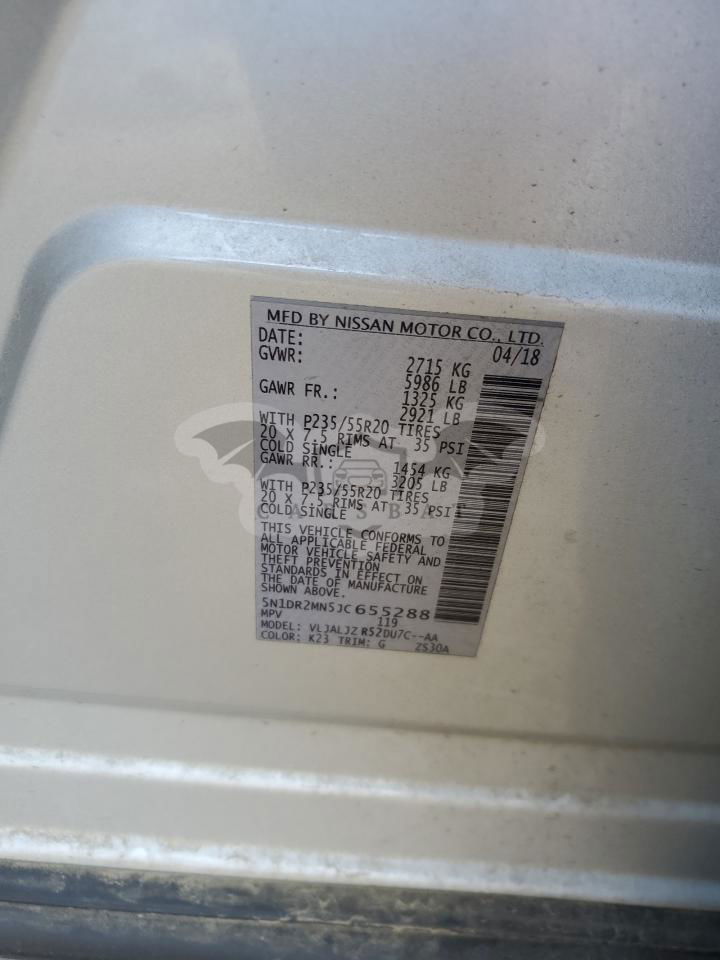 MFD BY NISSAN MOTOR CO., LTD.
DATE: 04/18
GVWR: 2715 KG
5986 LB
GAWR FR.: 1325 KG
2921 LB
WITH P235/55R20 TIRES
20 X 7.5 RIMS AT 35 PSI
COLD SINGLE
GAWR RR.: 1454 KG
3205 LB
WITH P235/55R20 TIRES
20 X 7.5 RIMS AT 35 PSI
COLD SINGLE
THIS VEHICLE CONFORMS TO
ALL APPLICABLE FEDERAL
MOTOR VEHICLE SAFETY AND
THEFT PREVENTION
STANDARDS IN EFFECT ON
THE DATE OF MANUFACTURE
SHOWN ABOVE.
5N1DR2MN5JC655288
MPV 119
MODEL: VLJALJZ R52DU7C--AA
COLOR: K23 TRIM: G ZS30A
CARSBAT